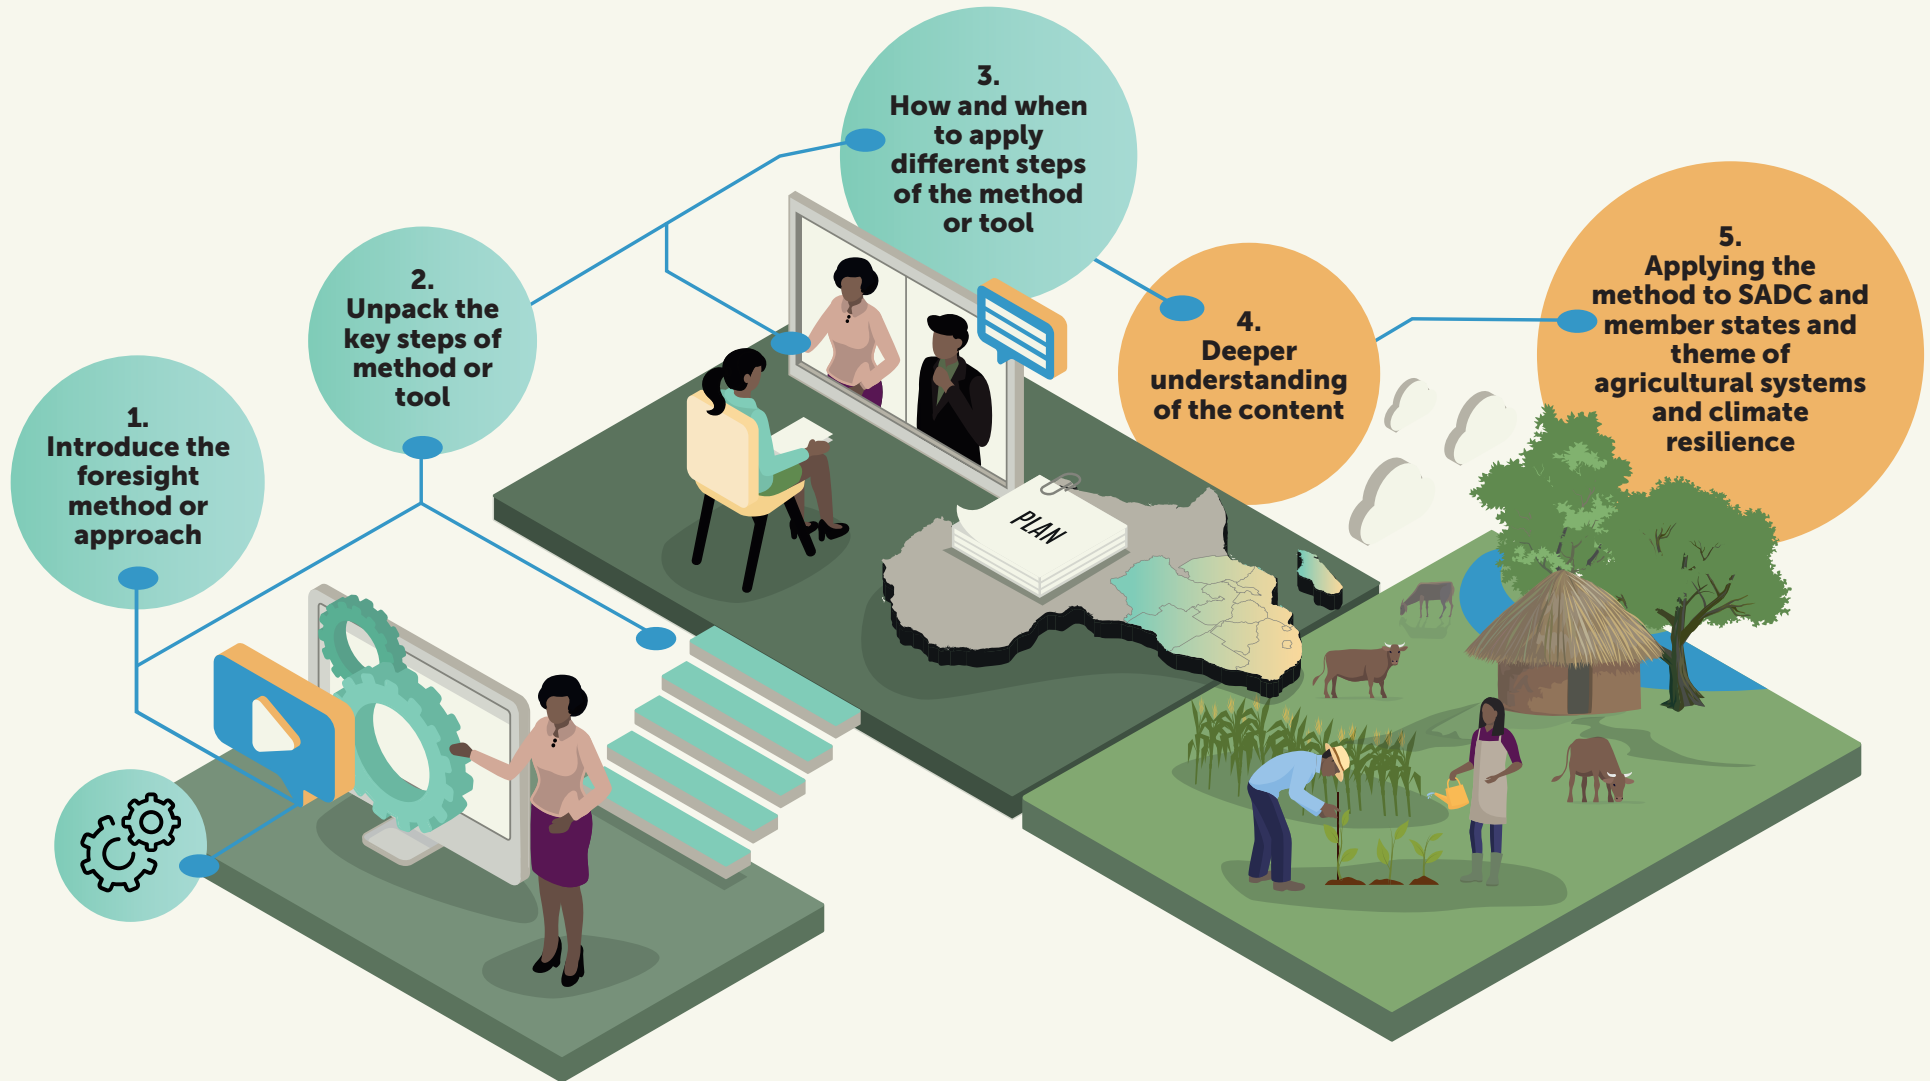 1.
Introduce the
foresight
method or
approach
2.
Unpack the
key steps of
method or
tool
3.
How and when
to apply
different steps
of the method
or tool
4.
Deeper
understanding
of the content
5.
Applying the
method to SADC and
member states and
theme of
agricultural systems
and climate
resilience
PLAN